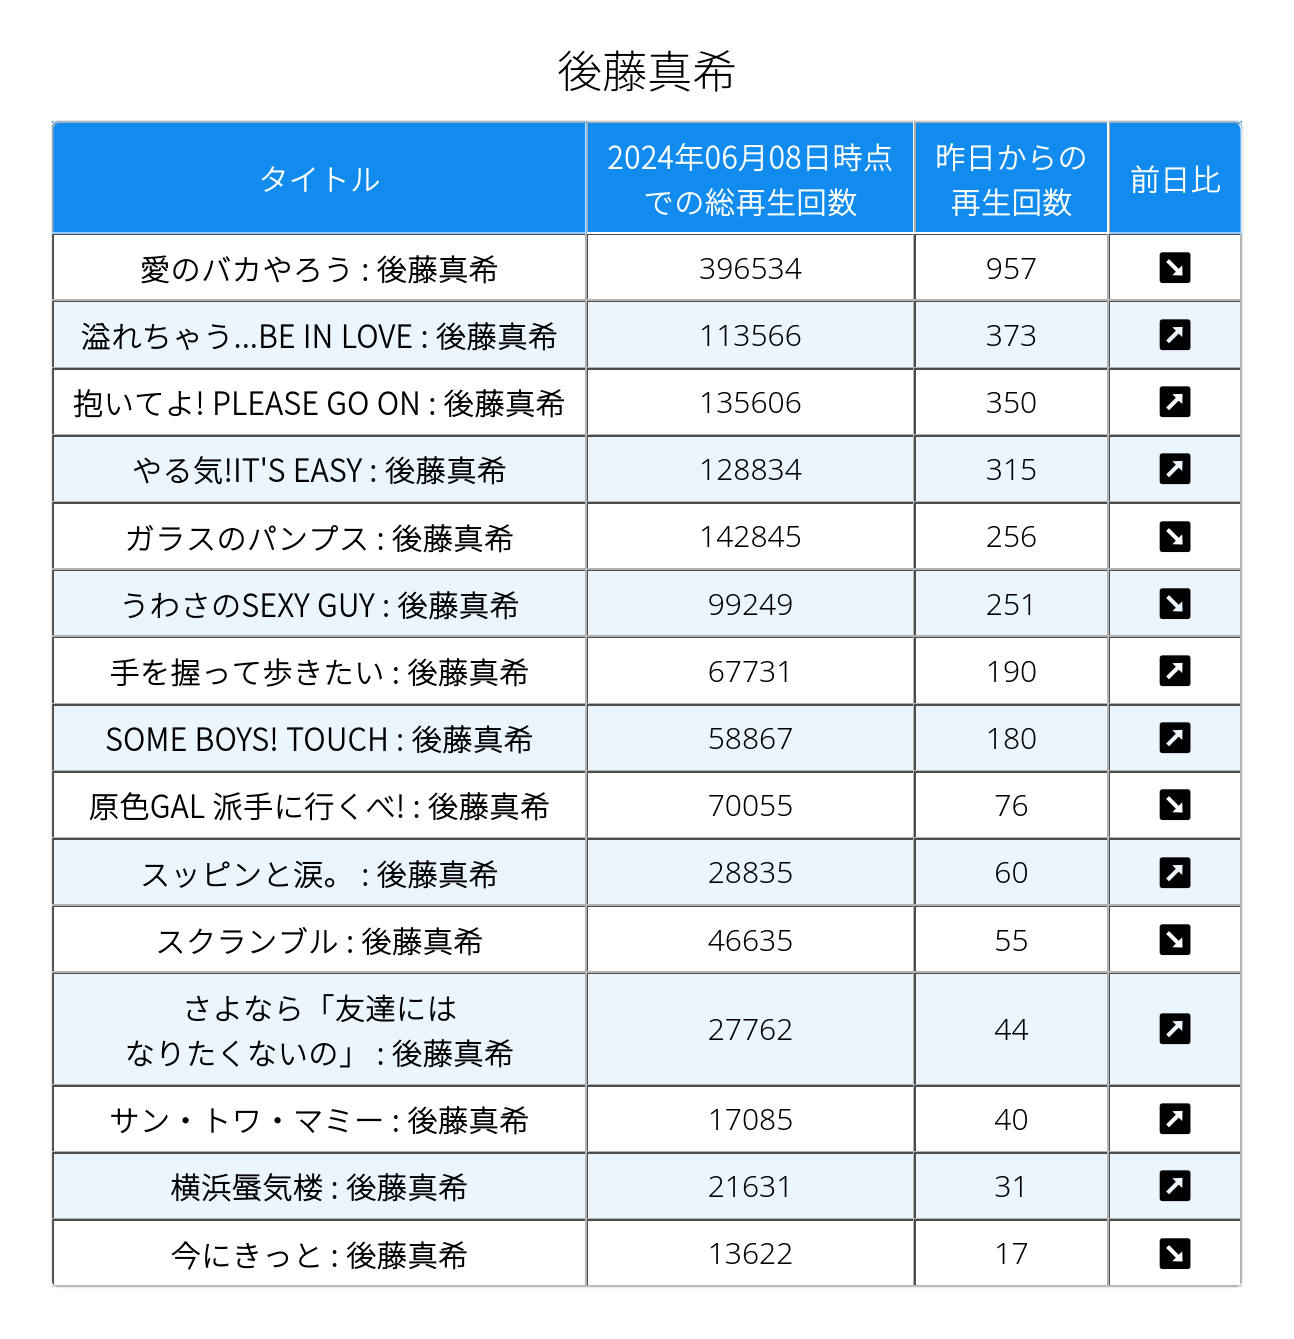 後藤真希
タイトル
2024年06月08日時点
での総再生回数
昨日からの
再生回数
前日比
愛のバカやろう : 後藤真希 396534 957 ↘
溢れちゃう...BE IN LOVE : 後藤真希 113566 373 ↗
抱いてよ! PLEASE GO ON : 後藤真希 135606 350 ↗
やる気!IT'S EASY : 後藤真希 128834 315 ↗
ガラスのパンプス : 後藤真希 142845 256 ↘
うわさのSEXY GUY : 後藤真希 99249 251 ↘
手を握って歩きたい : 後藤真希 67731 190 ↗
SOME BOYS! TOUCH : 後藤真希 58867 180 ↗
原色GAL 派手に行くべ! : 後藤真希 70055 76 ↘
スッピンと涙。 : 後藤真希 28835 60 ↗
スクランブル : 後藤真希 46635 55 ↘
さよなら「友達には
なりたくないの」 : 後藤真希 27762 44 ↗
サン・トワ・マミー : 後藤真希 17085 40 ↗
横浜蜃気楼 : 後藤真希 21631 31 ↗
今にきっと : 後藤真希 13622 17 ↘